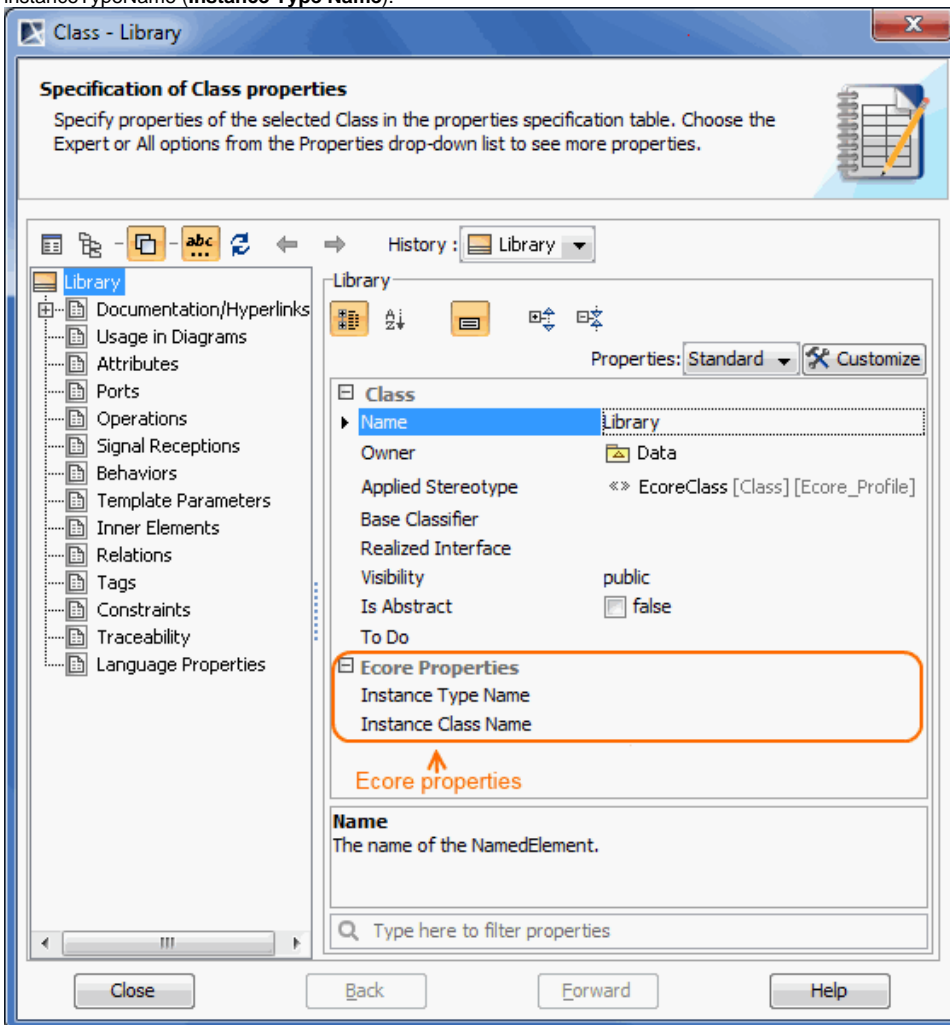 instanceTypeName (Instance Type Name).
Class - Library
Specification of Class properties
Specify properties of the selected Class in the properties specification table. Choose the
Expert or All options from the Properties drop-down list to see more properties.
History : Library
Library
Documentation/Hyperlinks
Usage in Diagrams
Attributes
Ports
Operations
Signal Receptions
Behaviors
Template Parameters
Inner Elements
Relations
Tags
Constraints
Traceability
Language Properties
Library
Properties: Standard Customize
Class
Name Library
Owner Data
Applied Stereotype «» EcoreClass [Class] [Ecore_Profile]
Base Classifier
Realized Interface
Visibility public
Is Abstract false
To Do
Ecore Properties
Instance Type Name
Instance Class Name
Ecore properties
Name
The name of the NamedElement.
Type here to filter properties
Close Back Forward Help